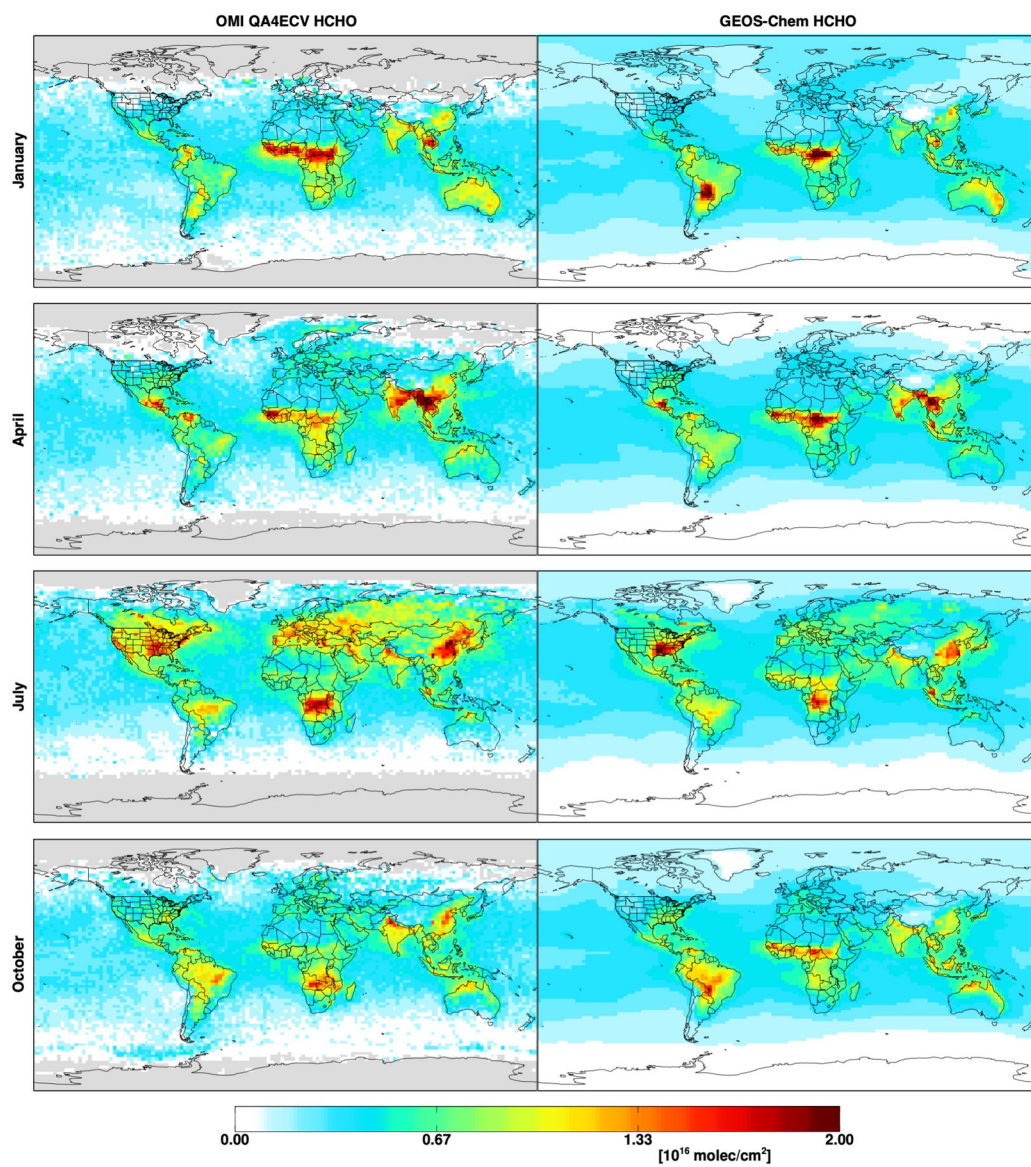 OMI QA4ECV HCHO
GEOS-Chem HCHO
January
April
July
October
0.00
0.67
1.33
2.00
[10¹⁶ molec/cm²]